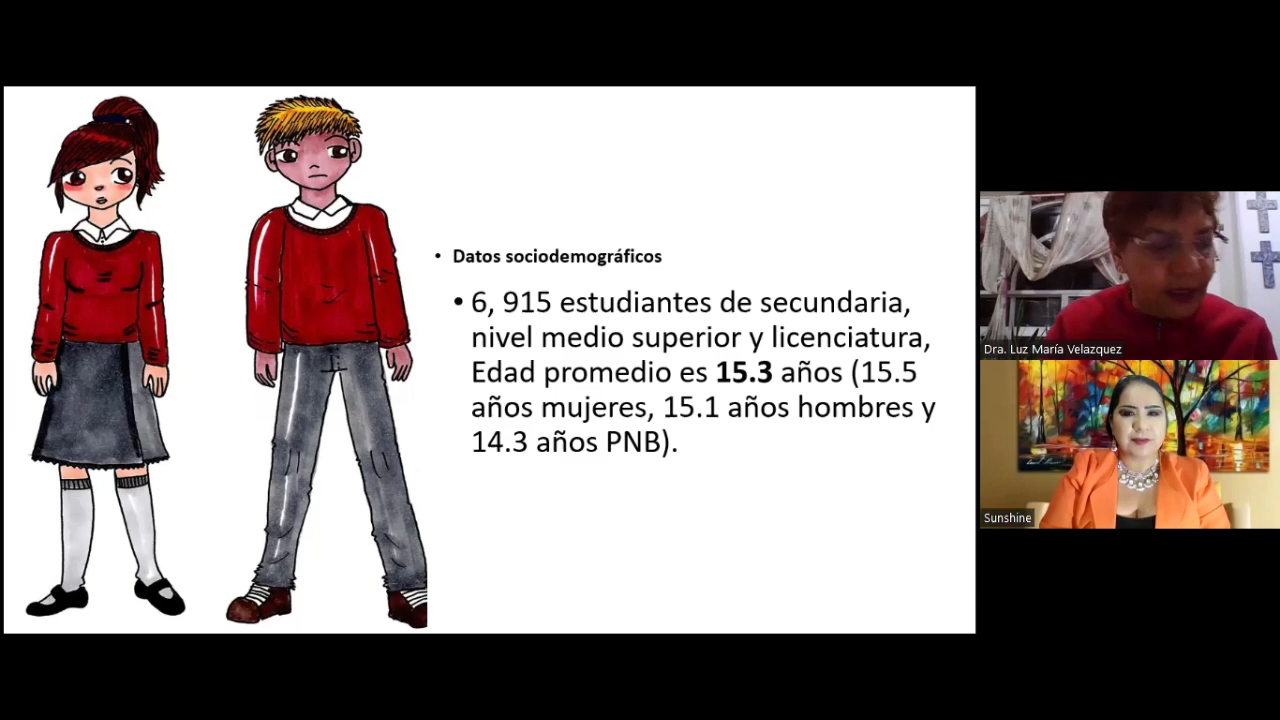 • Datos sociodemográficos
• 6, 915 estudiantes de secundaria,
nivel medio superior y licenciatura,
Edad promedio es 15.3 años (15.5
años mujeres, 15.1 años hombres y
14.3 años PNB).
Dra. Luz María Velazquez
Sunshine